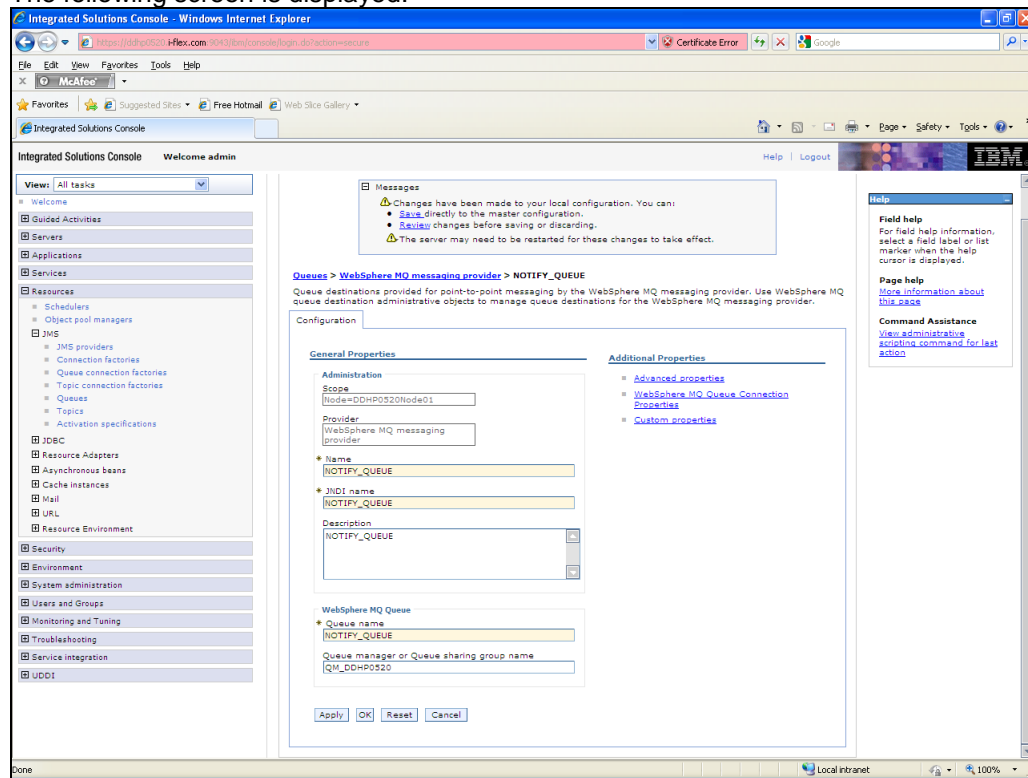 The following screen is displayed:
Integrated Solutions Console - Windows Internet Explorer
https://ddhp0520.i-flex.com:9043/ibm/console/login.do?action=secure
Certificate Error
Google
File Edit View Favorites Tools Help
X McAfee
Favorites Suggested Sites Free Hotmail Web Slice Gallery
Integrated Solutions Console
Page Safety Tools
Integrated Solutions Console Welcome admin
Help | Logout
IBM.
View: All tasks
Welcome
Guided Activities
Servers
Applications
Services
Resources
Schedulers
Object pool managers
JMS
JMS providers
Connection factories
Queue connection factories
Topic connection factories
Queues
Topics
Activation specifications
JDBC
Resource Adapters
Asynchronous beans
Cache instances
Mail
URL
Resource Environment
Security
Environment
System administration
Users and Groups
Monitoring and Tuning
Troubleshooting
Service integration
UDDI
Messages
Changes have been made to your local configuration. You can:
Save directly to the master configuration.
Review changes before saving or discarding.
The server may need to be restarted for these changes to take effect.
Queues > WebSphere MQ messaging provider > NOTIFY_QUEUE
Queue destinations provided for point-to-point messaging by the WebSphere MQ messaging provider. Use WebSphere MQ
queue destination administrative objects to manage queue destinations for the WebSphere MQ messaging provider.
Configuration
General Properties
Administration
Scope
Node=DDHP0520Node01
Provider
WebSphere MQ messaging
provider
* Name
NOTIFY_QUEUE
* JNDI name
NOTIFY_QUEUE
Description
NOTIFY_QUEUE
WebSphere MQ Queue
* Queue name
NOTIFY_QUEUE
Queue manager or Queue sharing group name
QM_DDHP0520
Apply OK Reset Cancel
Additional Properties
Advanced properties
WebSphere MQ Queue Connection
Properties
Custom properties
Help
Field help
For field help information,
select a field label or list
marker when the help
cursor is displayed.
Page help
More information about
this page
Command Assistance
View administrative
scripting command for last
action
Done
Local intranet
100%